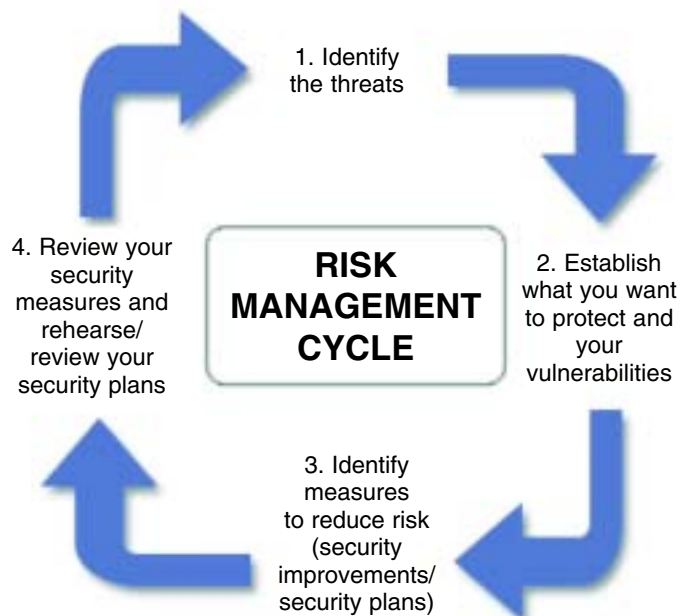 1. Identify
the threats
2. Establish
what you want
to protect and
your
vulnerabilities
3. Identify
measures
to reduce risk
(security
improvements/
security plans)
4. Review your
security
measures and
rehearse/
review your
security plans
RISK
MANAGEMENT
CYCLE